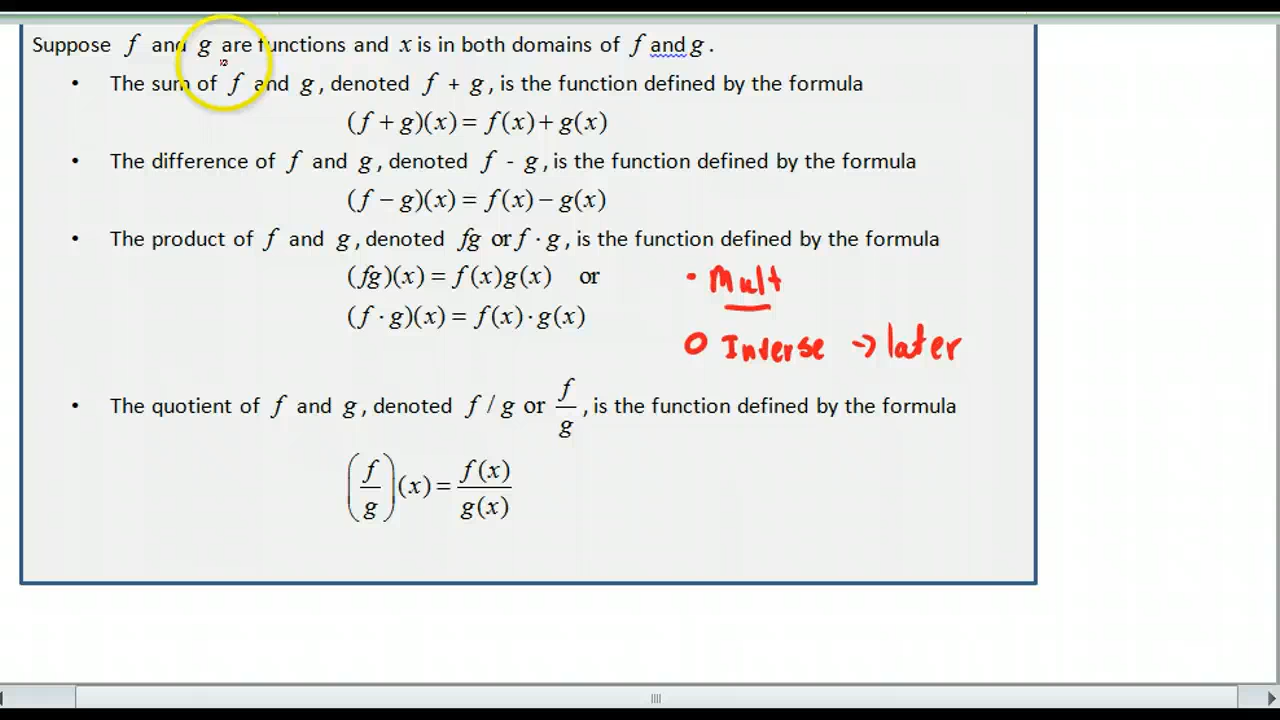 Suppose f and g are functions and x is in both domains of f and g.
• The sum of f and g, denoted f + g, is the function defined by the formula
(f + g)(x) = f(x) + g(x)
• The difference of f and g, denoted f - g, is the function defined by the formula
(f − g)(x) = f(x) − g(x)
• The product of f and g, denoted fg or f · g, is the function defined by the formula
(fg)(x) = f(x)g(x) or
• Mult
(f · g)(x) = f(x) · g(x)
O Inverse → later
• The quotient of f and g, denoted f / g or f/g, is the function defined by the formula
(f/g)(x) = f(x)/g(x)